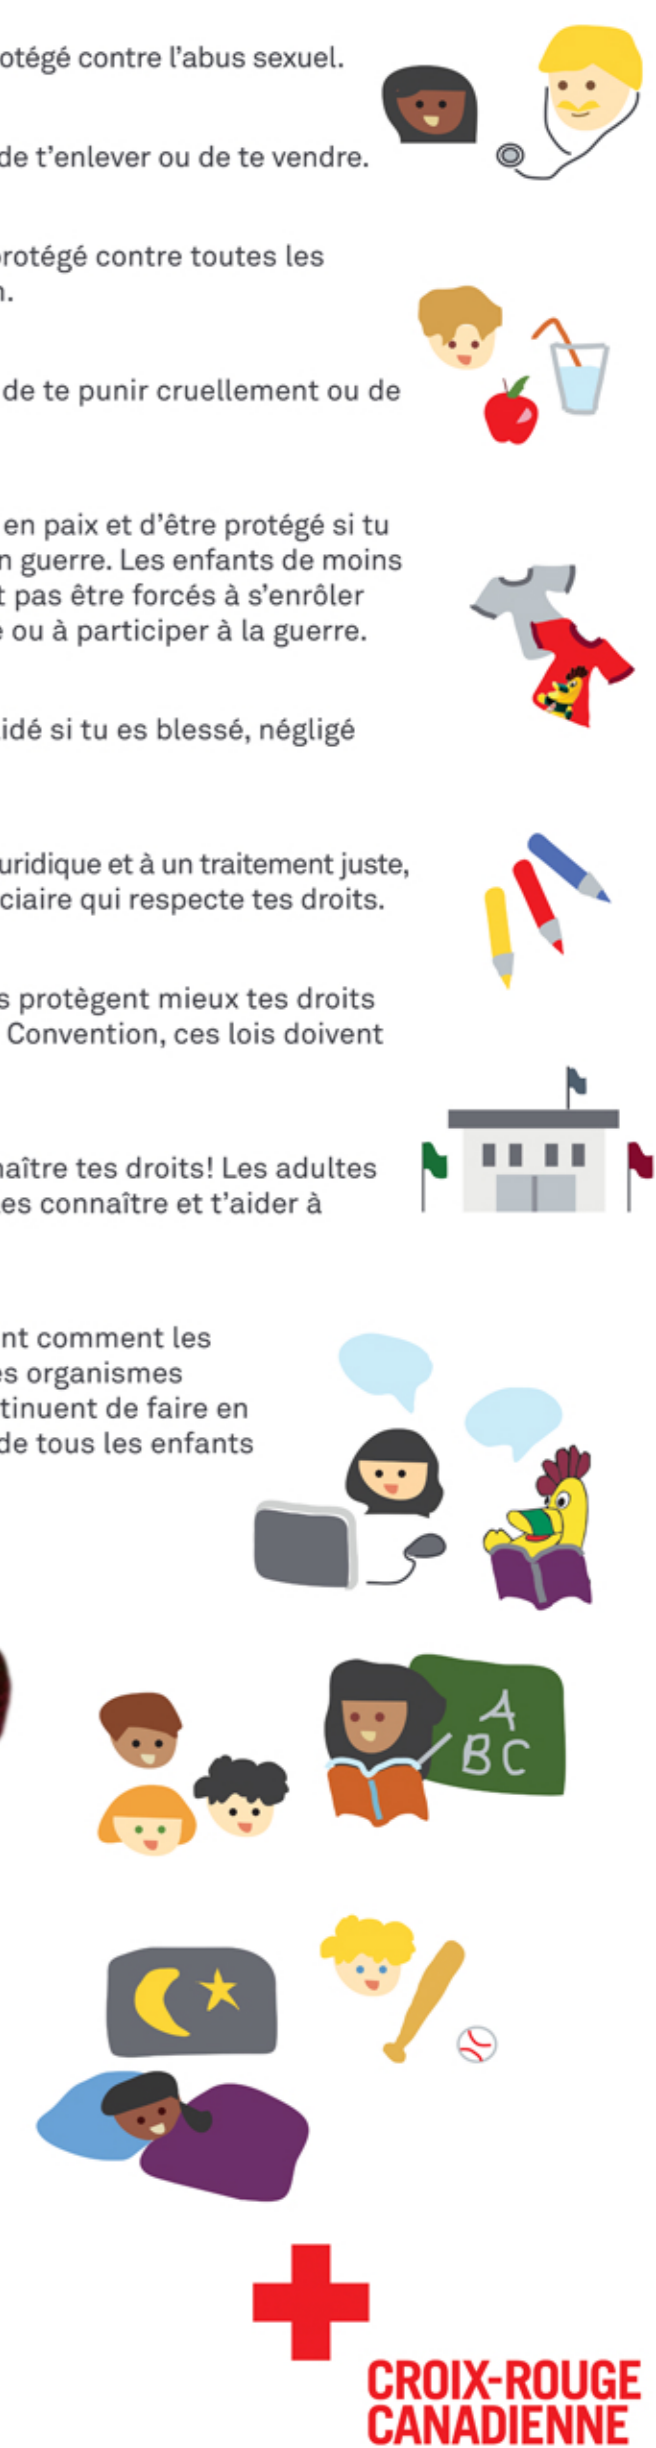 otégé contre l'abus sexuel.
de t'enlever ou de te vendre.
rotégé contre toutes les
n.
de te punir cruellement ou de
en paix et d'être protégé si tu
n guerre. Les enfants de moins
t pas être forcés à s'enrôler
e ou à participer à la guerre.
idé si tu es blessé, négligé
uridique et à un traitement juste,
ciaire qui respecte tes droits.
s protègent mieux tes droits
Convention, ces lois doivent
naître tes droits! Les adultes
es connaître et t'aider à
nt comment les
es organismes
tinuent de faire en
de tous les enfants
A
BC
CROIX-ROUGE
CANADIENNE